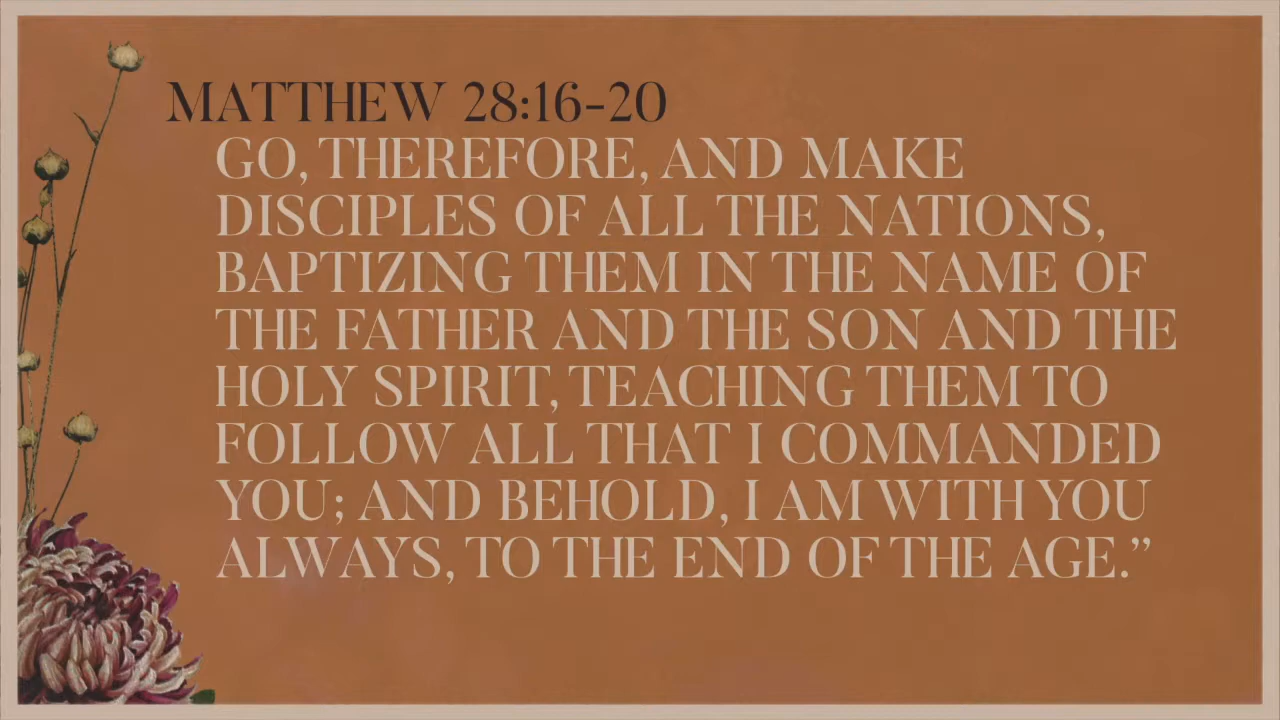 MATTHEW 28:16-20
GO, THEREFORE, AND MAKE
DISCIPLES OF ALL THE NATIONS,
BAPTIZING THEM IN THE NAME OF
THE FATHER AND THE SON AND THE
HOLY SPIRIT, TEACHING THEM TO
FOLLOW ALL THAT I COMMANDED
YOU; AND BEHOLD, I AM WITH YOU
ALWAYS, TO THE END OF THE AGE.”